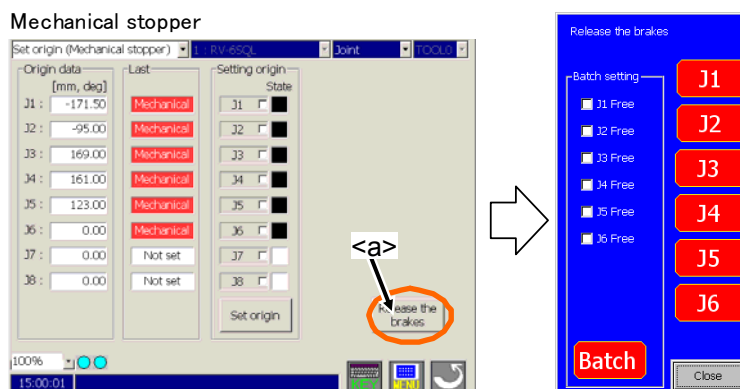 Mechanical stopper
Set origin (Mechanical stopper) 1 : RV-6SQL Joint TOOL0
Origin data Last Setting origin
[mm, deg] State
J1 : -171.50 Mechanical J1
J2 : -95.00 Mechanical J2
J3 : 169.00 Mechanical J3
J4 : 161.00 Mechanical J4
J5 : 123.00 Mechanical J5
J6 : 0.00 Mechanical J6
J7 : 0.00 Not set J7
J8 : 0.00 Not set J8
Set origin
<a>
Release the
brakes
100%
15:00:01
KEY MENU
Release the brakes
Batch setting
J1 Free
J2 Free
J3 Free
J4 Free
J5 Free
J6 Free
J1
J2
J3
J4
J5
J6
Batch
Close